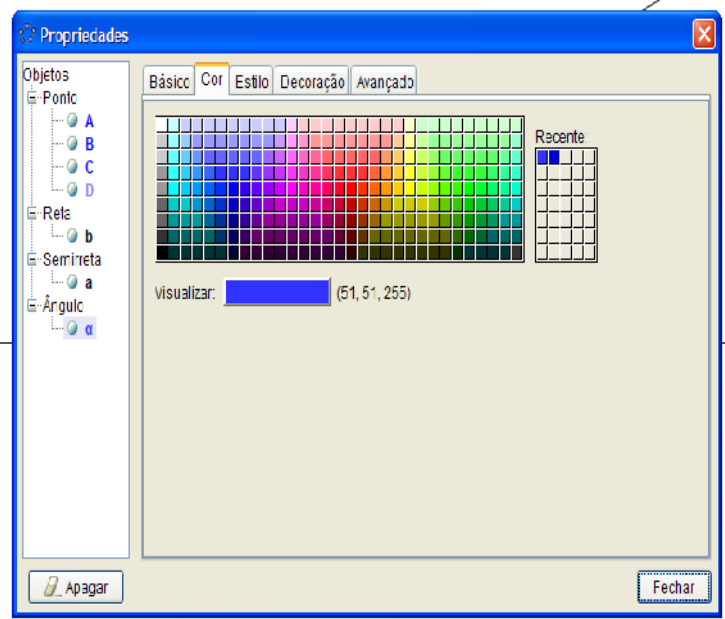 Propriedades
Objetos
Ponto
A
B
C
D
Reta
b
Semirreta
a
Ângulo
α
Básico Cor Estilo Decoração Avançado
Recente
Visualizar: (51, 51, 255)
Apagar
Fechar